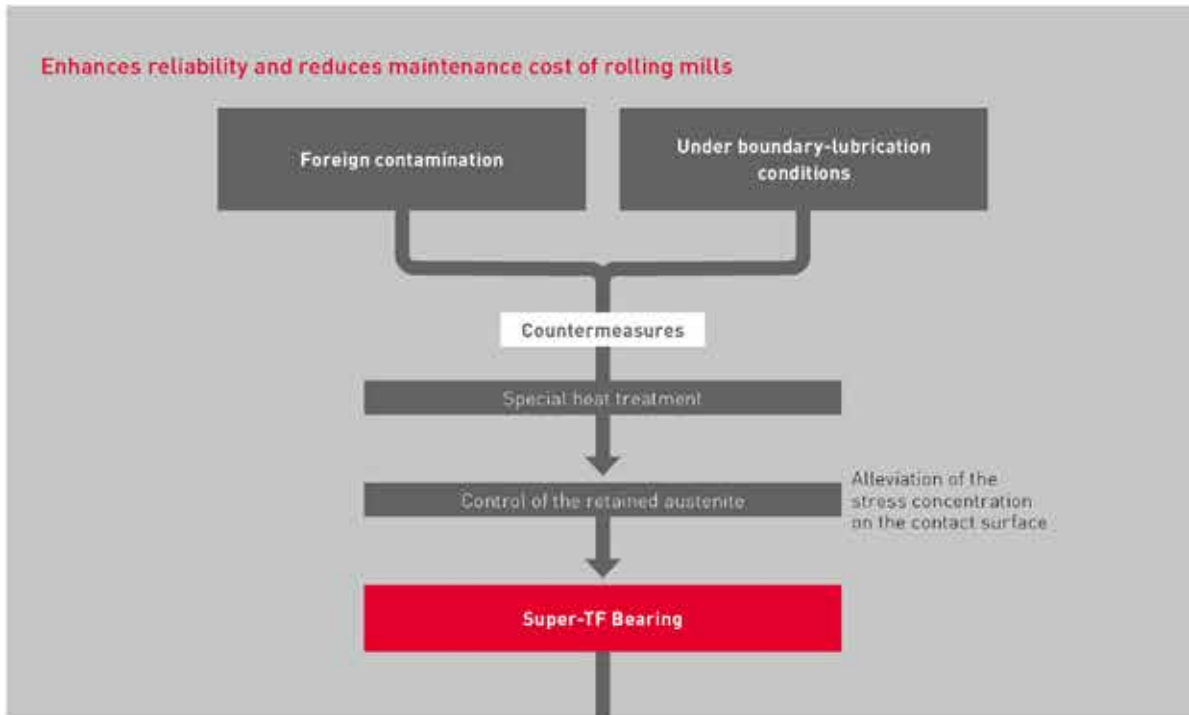 Enhances reliability and reduces maintenance cost of rolling mills
Foreign contamination
Under boundary-lubrication
conditions
Countermeasures
Special heat treatment
Control of the retained austenite
Alleviation of the
stress concentration
on the contact surface
Super-TF Bearing